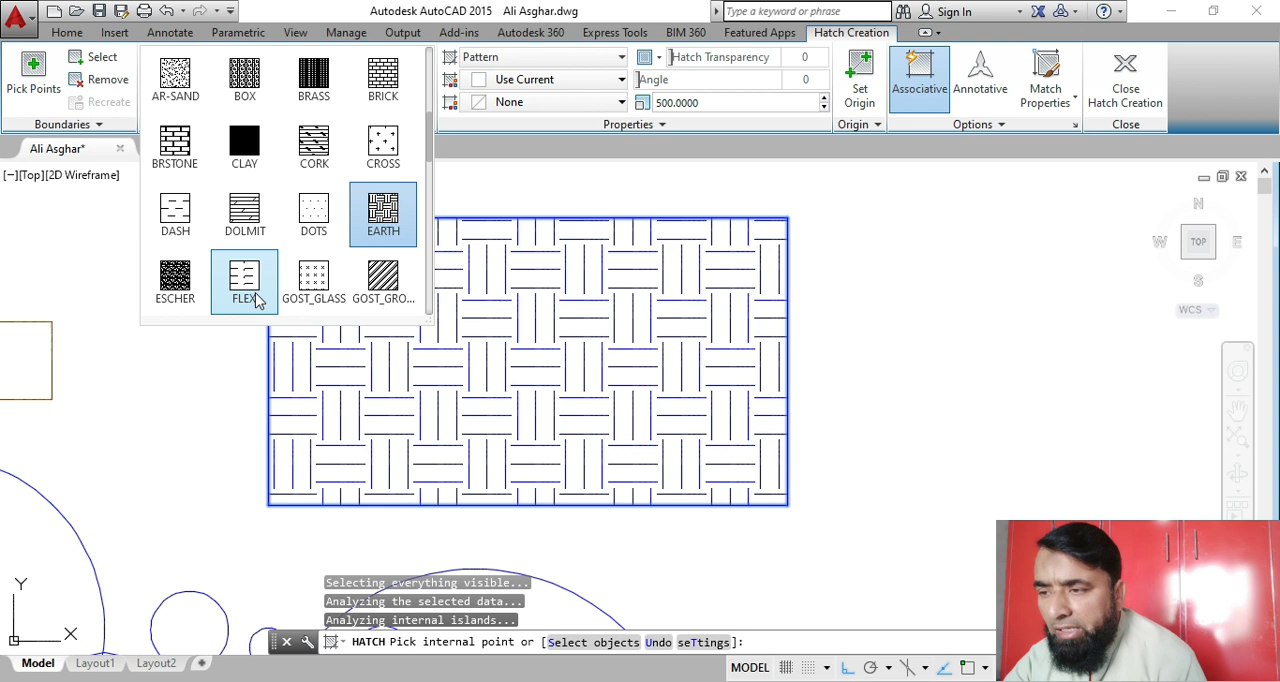 Autodesk AutoCAD 2015 Ali Asghar.dwg
Type a keyword or phrase
Sign In
Home Insert Annotate Parametric View Manage Output Add-ins Autodesk 360 Express Tools BIM 360 Featured Apps Hatch Creation
Pick Points
Select
Remove
Recreate
Boundaries
AR-SAND BOX BRASS BRICK
BRSTONE CLAY CORK CROSS
DASH DOLMIT DOTS EARTH
ESCHER FLEX GOST_GLASS GOST_GRO...
Pattern
Use Current
None
Hatch Transparency 0
Angle 0
500.0000
Properties
Set
Origin
Origin
Associative
Annotative
Match
Properties
Options
Close
Hatch Creation
Close
Ali Asghar*
[−][Top][2D Wireframe]
N
W TOP E
S
WCS
Y
X
Selecting everything visible...
Analyzing the selected data...
Analyzing internal islands...
HATCH Pick internal point or [Select objects Undo seTtings]:
Model Layout1 Layout2
MODEL